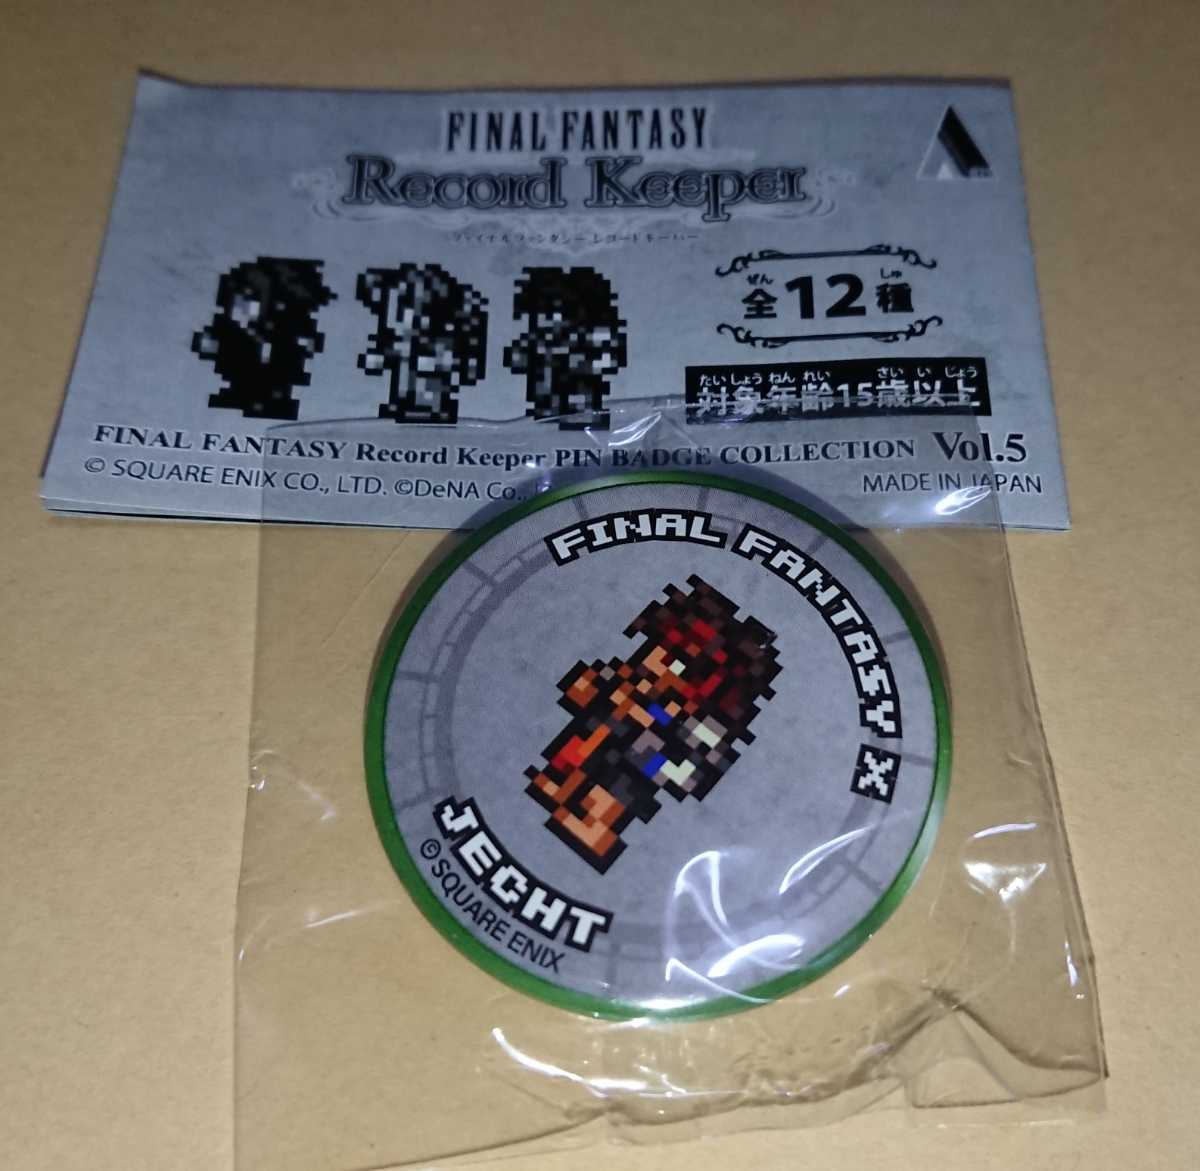 FINAL FANTASY
Record Keeper
ファイナルファンタジー レコードキーパー
ぜん しゅ
全12種
たいしょう ねん れい さい い じょう
対象年齢15歳以上
FINAL FANTASY Record Keeper PIN BADGE COLLECTION Vol.5
© SQUARE ENIX CO., LTD. ©DeNA Co.,
MADE IN JAPAN
FINAL FANTASY X
JECHT
©SQUARE ENIX